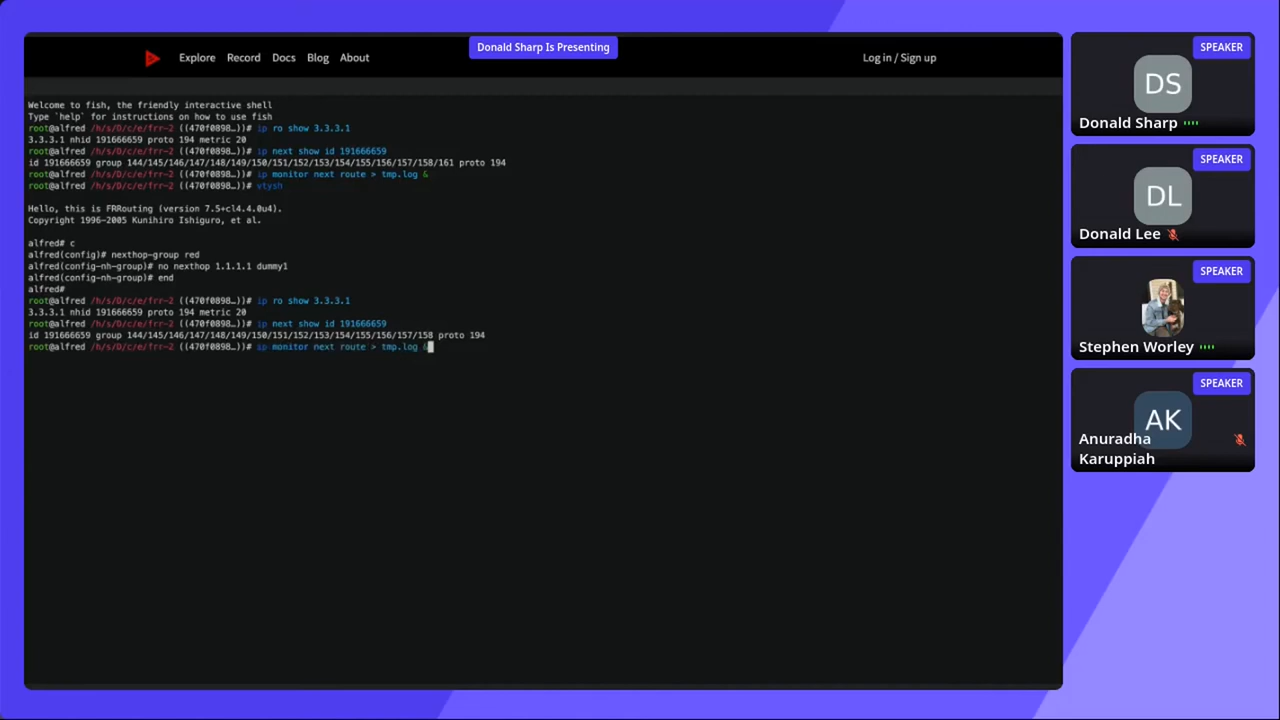 Donald Sharp Is Presenting
Explore Record Docs Blog About Log in / Sign up
Welcome to fish, the friendly interactive shell
Type `help` for instructions on how to use fish
root@alfred /h/s/D/c/e/frr-2 ((470f0898…))# ip ro show 3.3.3.1
3.3.3.1 nhid 191666659 proto 194 metric 20
root@alfred /h/s/D/c/e/frr-2 ((470f0898…))# ip next show id 191666659
id 191666659 group 144/145/146/147/148/149/150/151/152/153/154/155/156/157/158/161 proto 194
root@alfred /h/s/D/c/e/frr-2 ((470f0898…))# ip monitor next route > tmp.log &
root@alfred /h/s/D/c/e/frr-2 ((470f0898…))# vtysh
Hello, this is FRRouting (version 7.5+cl4.4.0u4).
Copyright 1996-2005 Kunihiro Ishiguro, et al.
alfred# c
alfred(config)# nexthop-group red
alfred(config-nh-group)# no nexthop 1.1.1.1 dummy1
alfred(config-nh-group)# end
alfred#
root@alfred /h/s/D/c/e/frr-2 ((470f0898…))# ip ro show 3.3.3.1
3.3.3.1 nhid 191666659 proto 194 metric 20
root@alfred /h/s/D/c/e/frr-2 ((470f0898…))# ip next show id 191666659
id 191666659 group 144/145/146/147/148/149/150/151/152/153/154/155/156/157/158 proto 194
root@alfred /h/s/D/c/e/frr-2 ((470f0898…))# ip monitor next route > tmp.log &
SPEAKER
DS
Donald Sharp
SPEAKER
DL
Donald Lee
SPEAKER
Stephen Worley
SPEAKER
AK
Anuradha
Karuppiah